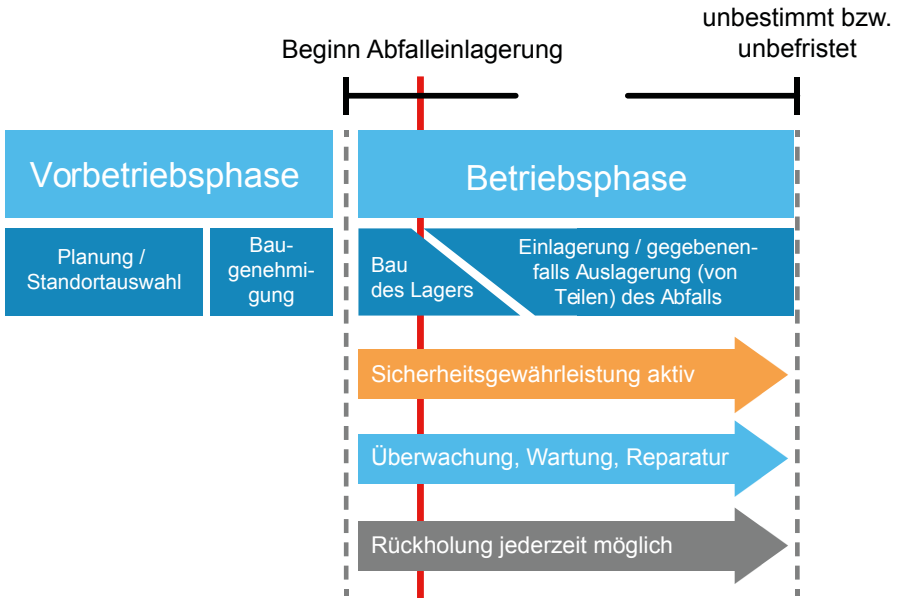 unbestimmt bzw.
unbefristet
Beginn Abfalleinlagerung
Vorbetriebsphase
Betriebsphase
Planung /
Standortauswahl
Bau-
genehmi-
gung
Bau
des Lagers
Einlagerung / gegebenen-
falls Auslagerung (von
Teilen) des Abfalls
Sicherheitsgewährleistung aktiv
Überwachung, Wartung, Reparatur
Rückholung jederzeit möglich